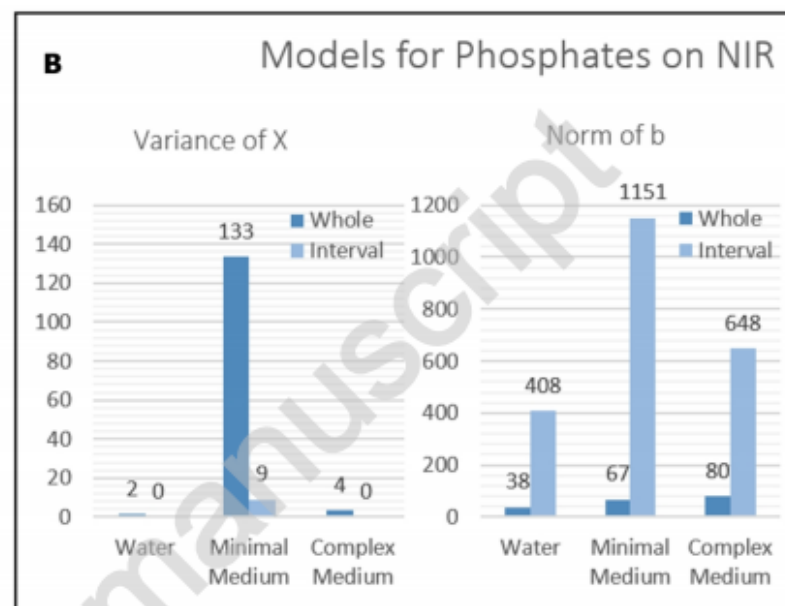 B
Models for Phosphates on NIR
Variance of X
160
140
120
100
80
60
40
20
0
Whole
Interval
2 0
133
9
4 0
Water
Minimal
Medium
Complex
Medium
Norm of b
1200
1000
800
600
400
200
0
Whole
Interval
38
408
67
1151
80
648
Water
Minimal
Medium
Complex
Medium
manuscript